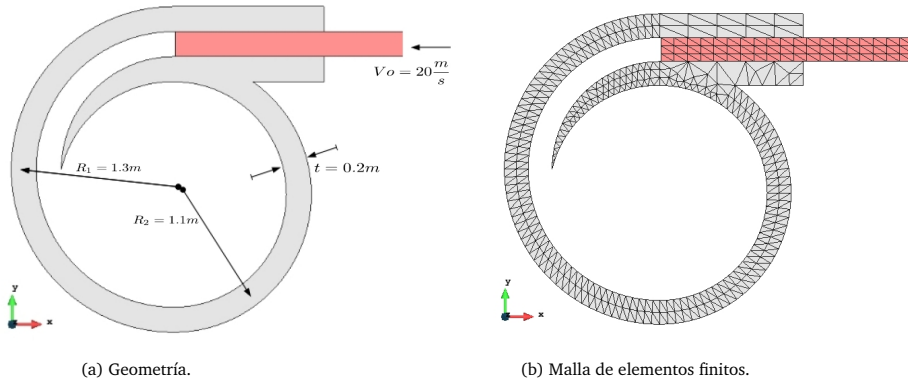 Vo = 20 m/s
R₁ = 1.3m
t = 0.2m
R₂ = 1.1m
y
x
y
x
(a) Geometría.
(b) Malla de elementos finitos.